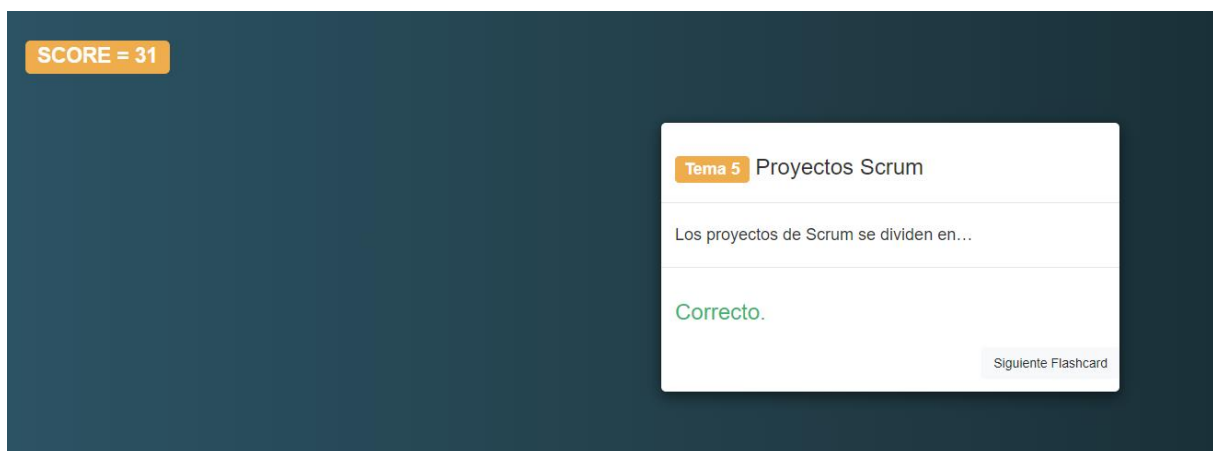 SCORE = 31
Tema 5 Proyectos Scrum
Los proyectos de Scrum se dividen en…
Correcto.
Siguiente Flashcard